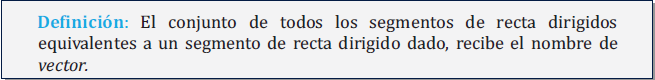 Definición: El conjunto de todos los segmentos de recta dirigidos
equivalentes a un segmento de recta dirigido dado, recibe el nombre de
vector.